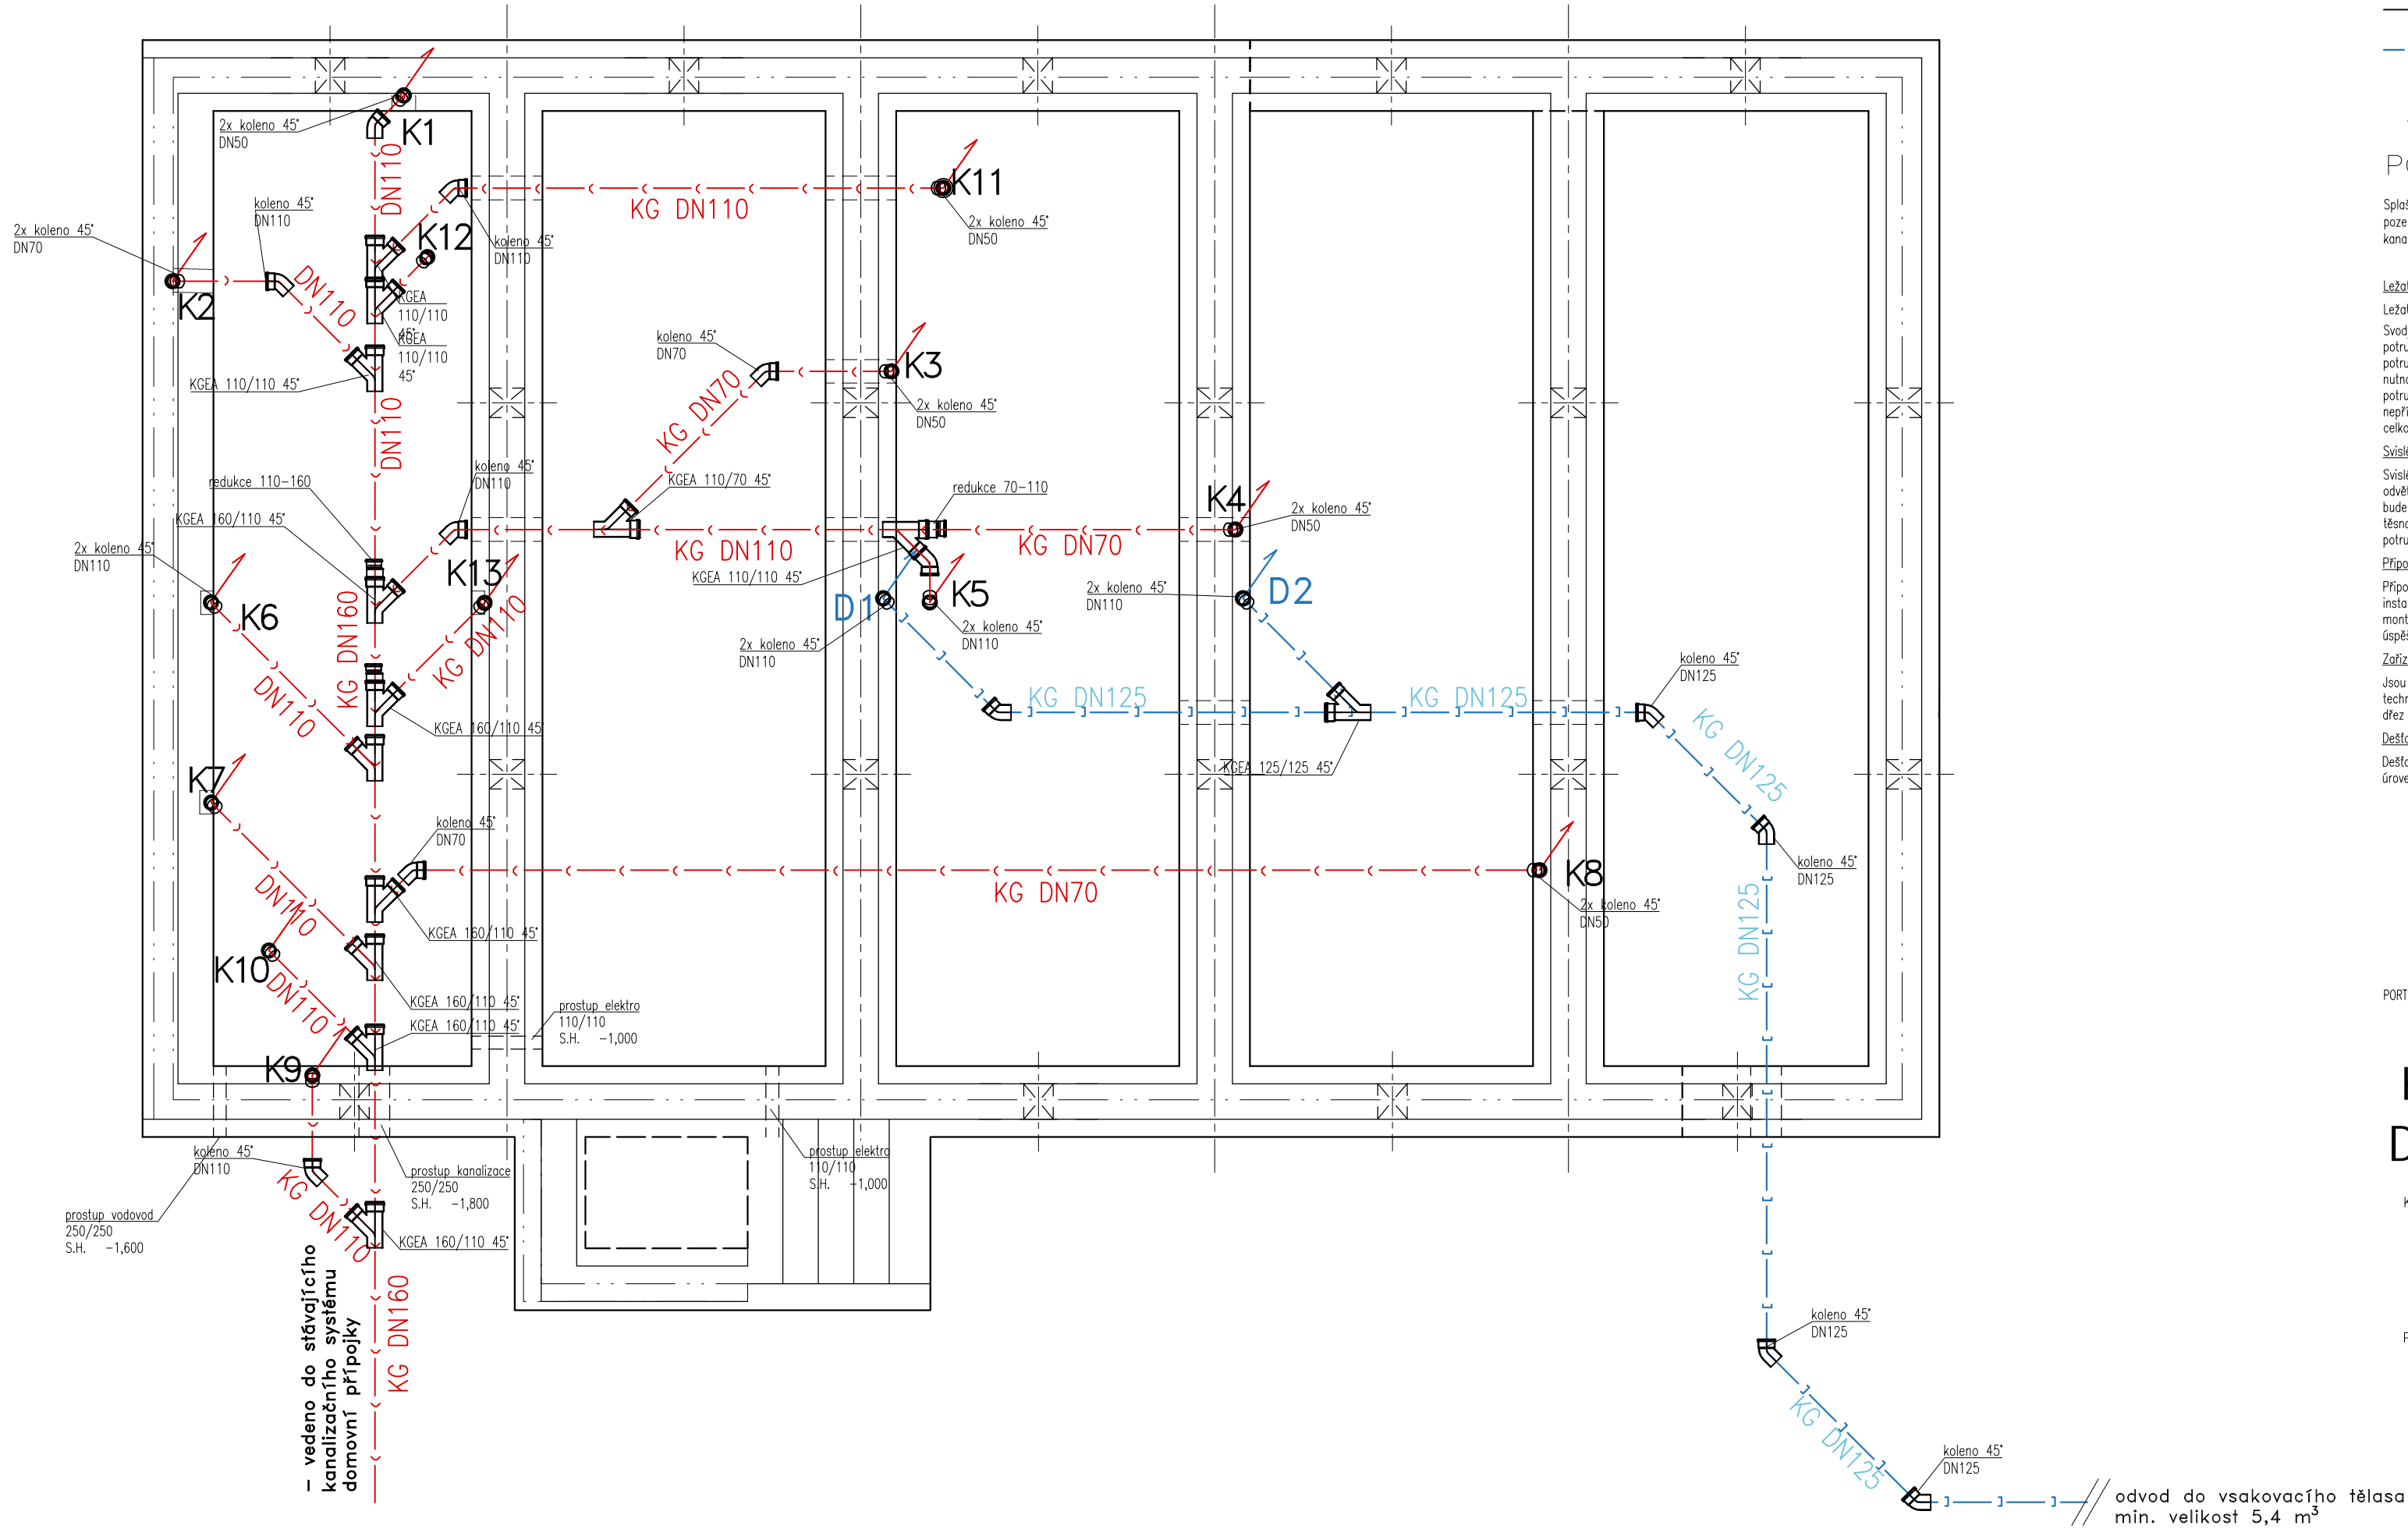 2x koleno 45°
DN50
K1
DN110
koleno 45°
DN110
2x koleno 45°
DN70
K2
DN110
K12
koleno 45°
DN110
KG DN110
K11
2x koleno 45°
DN50
KGEA
110/110
45°
KGEA
110/110
45°
KGEA 110/110 45°
DN110
koleno 45°
DN70
KG DN70
K3
2x koleno 45°
DN50
redukce 110-160
koleno 45°
DN110
KGEA 110/70 45°
redukce 70-110
K4
2x koleno 45°
DN50
KGEA 160/110 45°
KG DN110
KG DN70
2x koleno 45°
DN110
K6
K13
KG DN110
KG DN160
KGEA 110/110 45°
D1
K5
2x koleno 45°
DN110
2x koleno 45°
DN110
2x koleno 45°
DN110
D2
DN110
KGEA 160/110 45°
KG DN125
KG DN125
koleno 45°
DN125
KG DN125
KGEA 125/125 45°
K7
koleno 45°
DN70
DN110
KG DN70
K8
2x koleno 45°
DN50
koleno 45°
DN125
KG DN125
KGEA 160/110 45°
K10
DN110
KGEA 160/110 45°
KGEA 160/110 45°
prostup elektro
110/110
S.H. -1,000
K9
koleno 45°
DN110
KG DN110
prostup kanalizace
250/250
S.H. -1,800
prostup elektro
110/110
S.H. -1,000
prostup vodovod
250/250
S.H. -1,600
KGEA 160/110 45°
- vedeno do stávajícího
kanalizačního systému
domovní přípojky
KG DN160
koleno 45°
DN125
KG DN125
koleno 45°
DN125
odvod do vsakovacího tělasa
min. velikost 5,4 m³